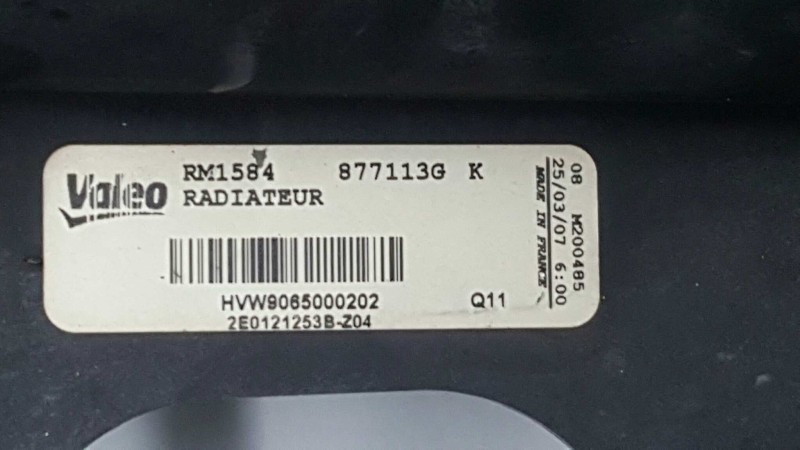 Valeo
RM1584 877113G K
RADIATEUR
HVW9065000202 Q11
2E0121253B-Z04
08 M200485
25/03/07 6:00
MADE IN FRANCE